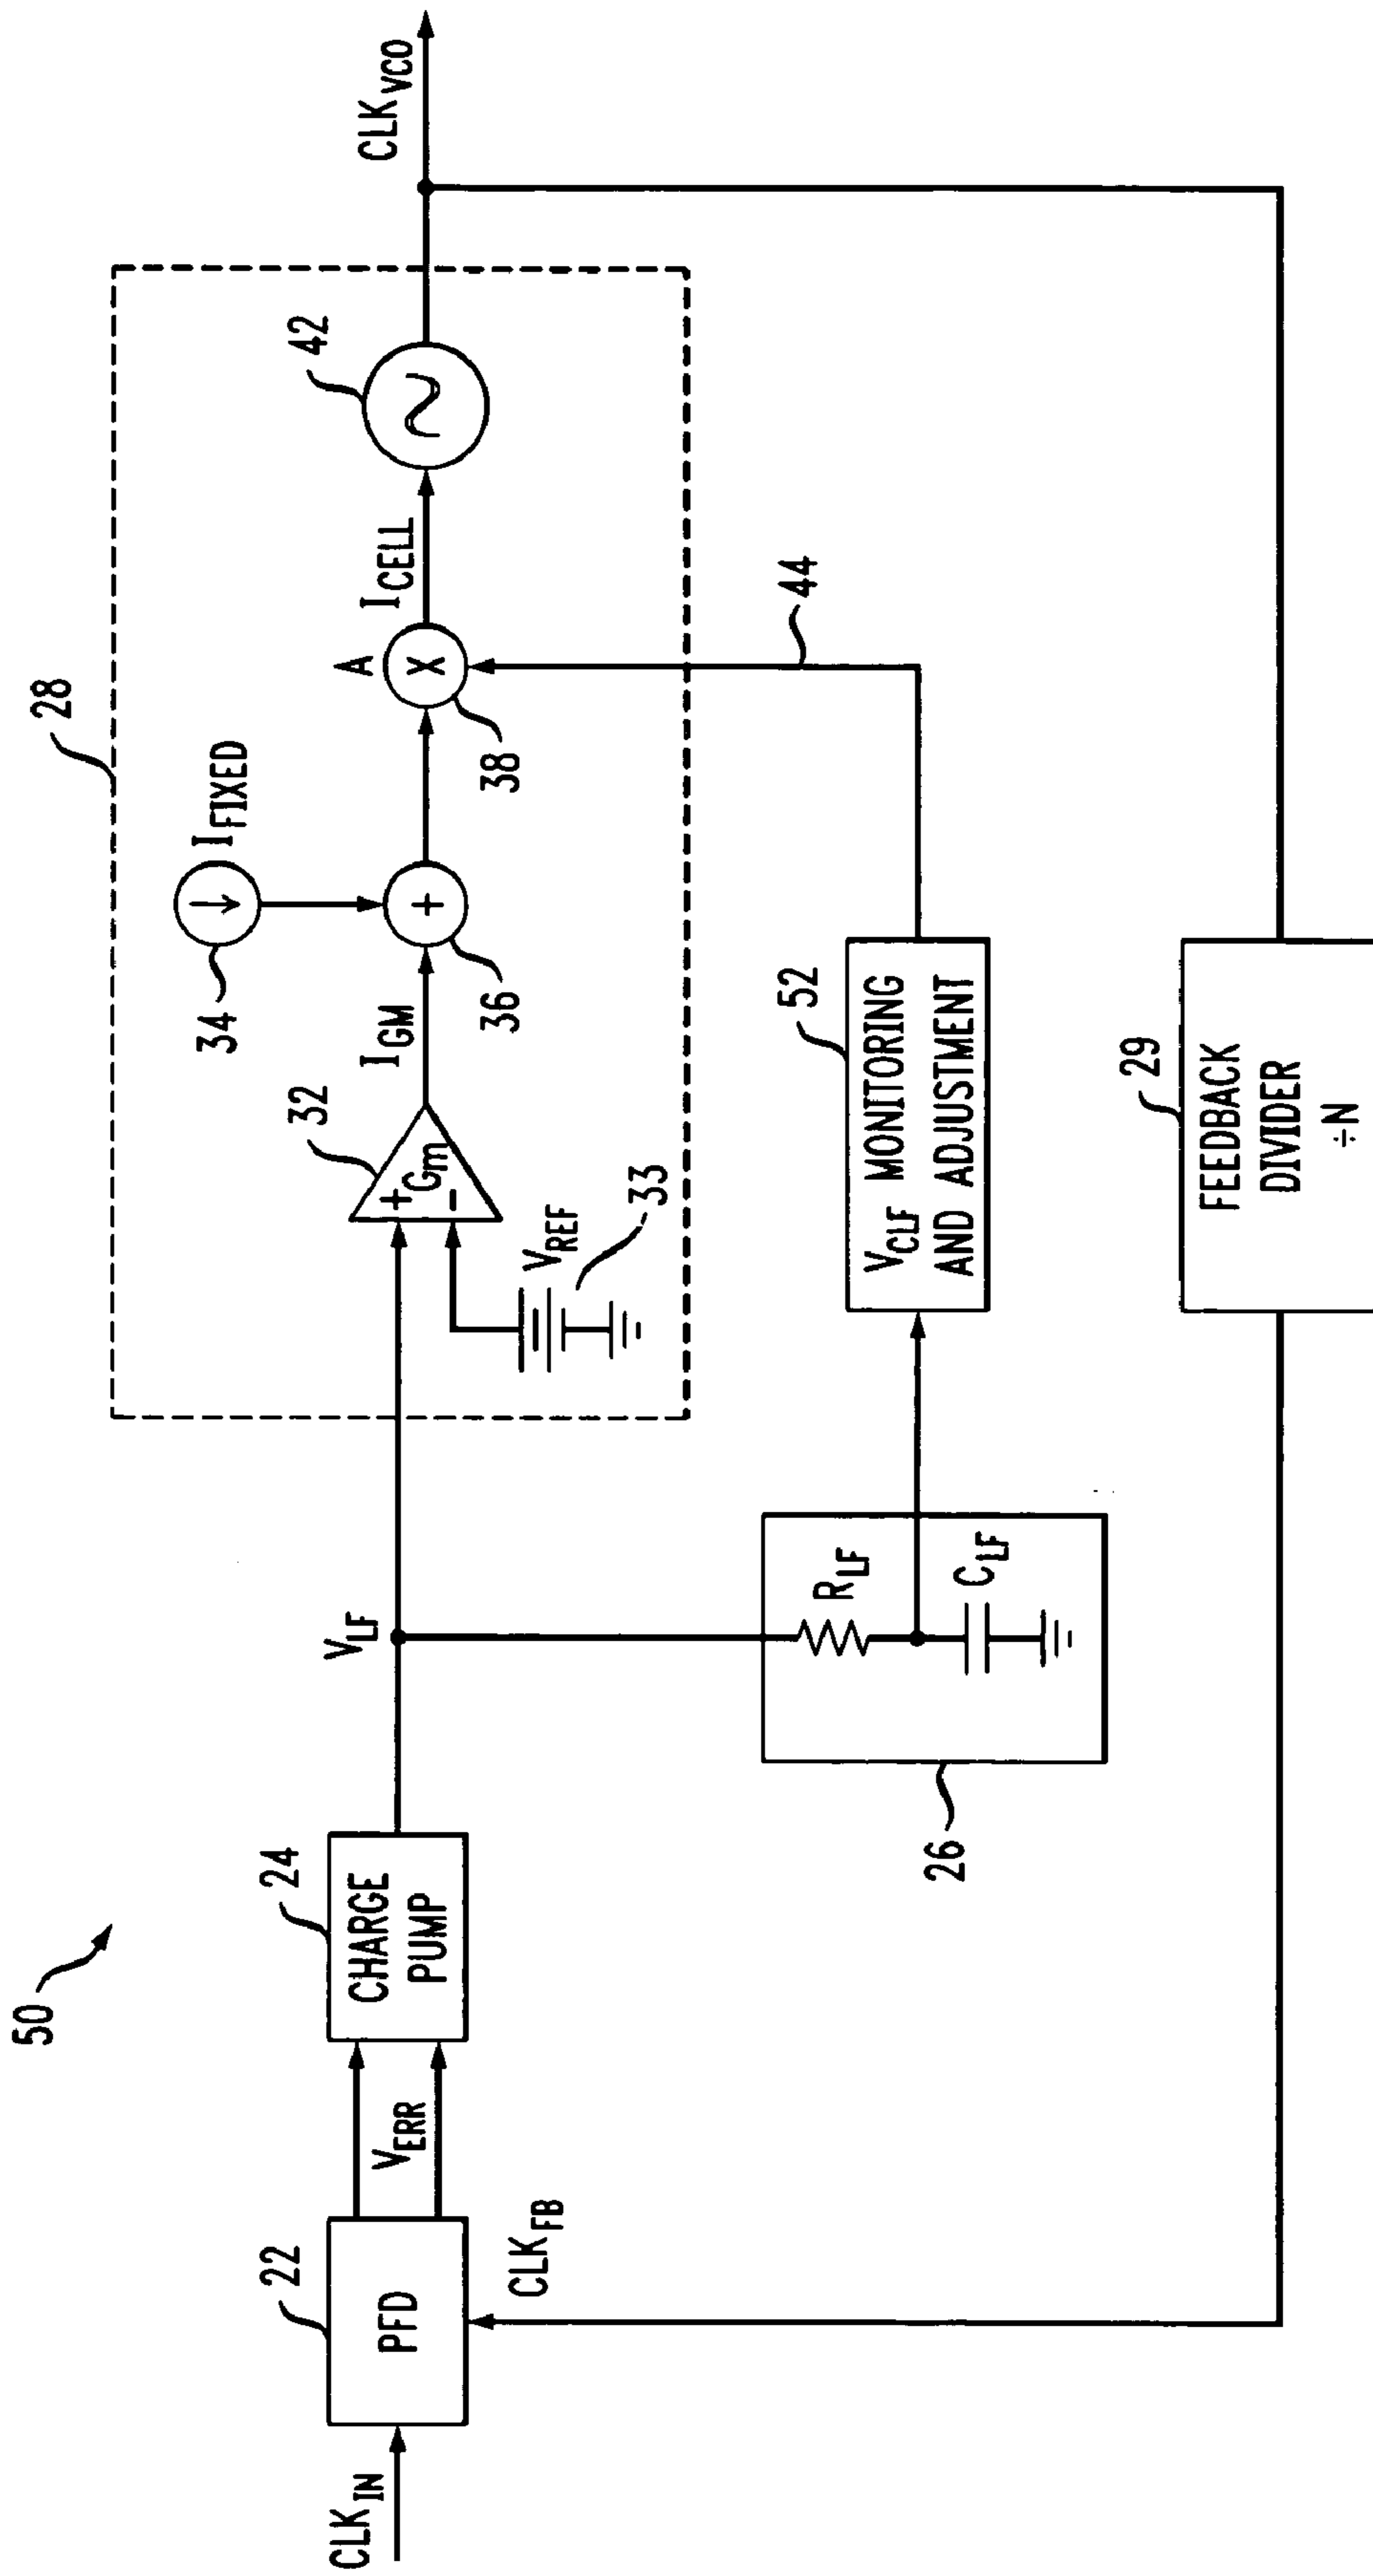 50
28
CLK_IN
22
PFD
V_ERR
24
CHARGE
PUMP
V_LF
32
+
Gm
-
V_REF
33
I_GM
34
I_FIXED
+
36
A
X
38
I_CELL
42
CLK_VCO
44
26
R_LF
C_LF
52
V_CLF MONITORING
AND ADJUSTMENT
CLK_FB
29
FEEDBACK
DIVIDER
÷N